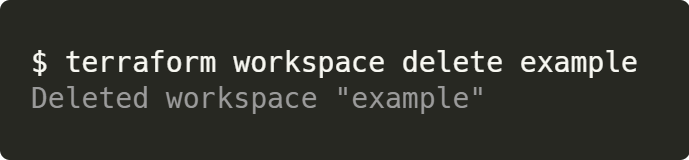 $ terraform workspace delete example
Deleted workspace "example"